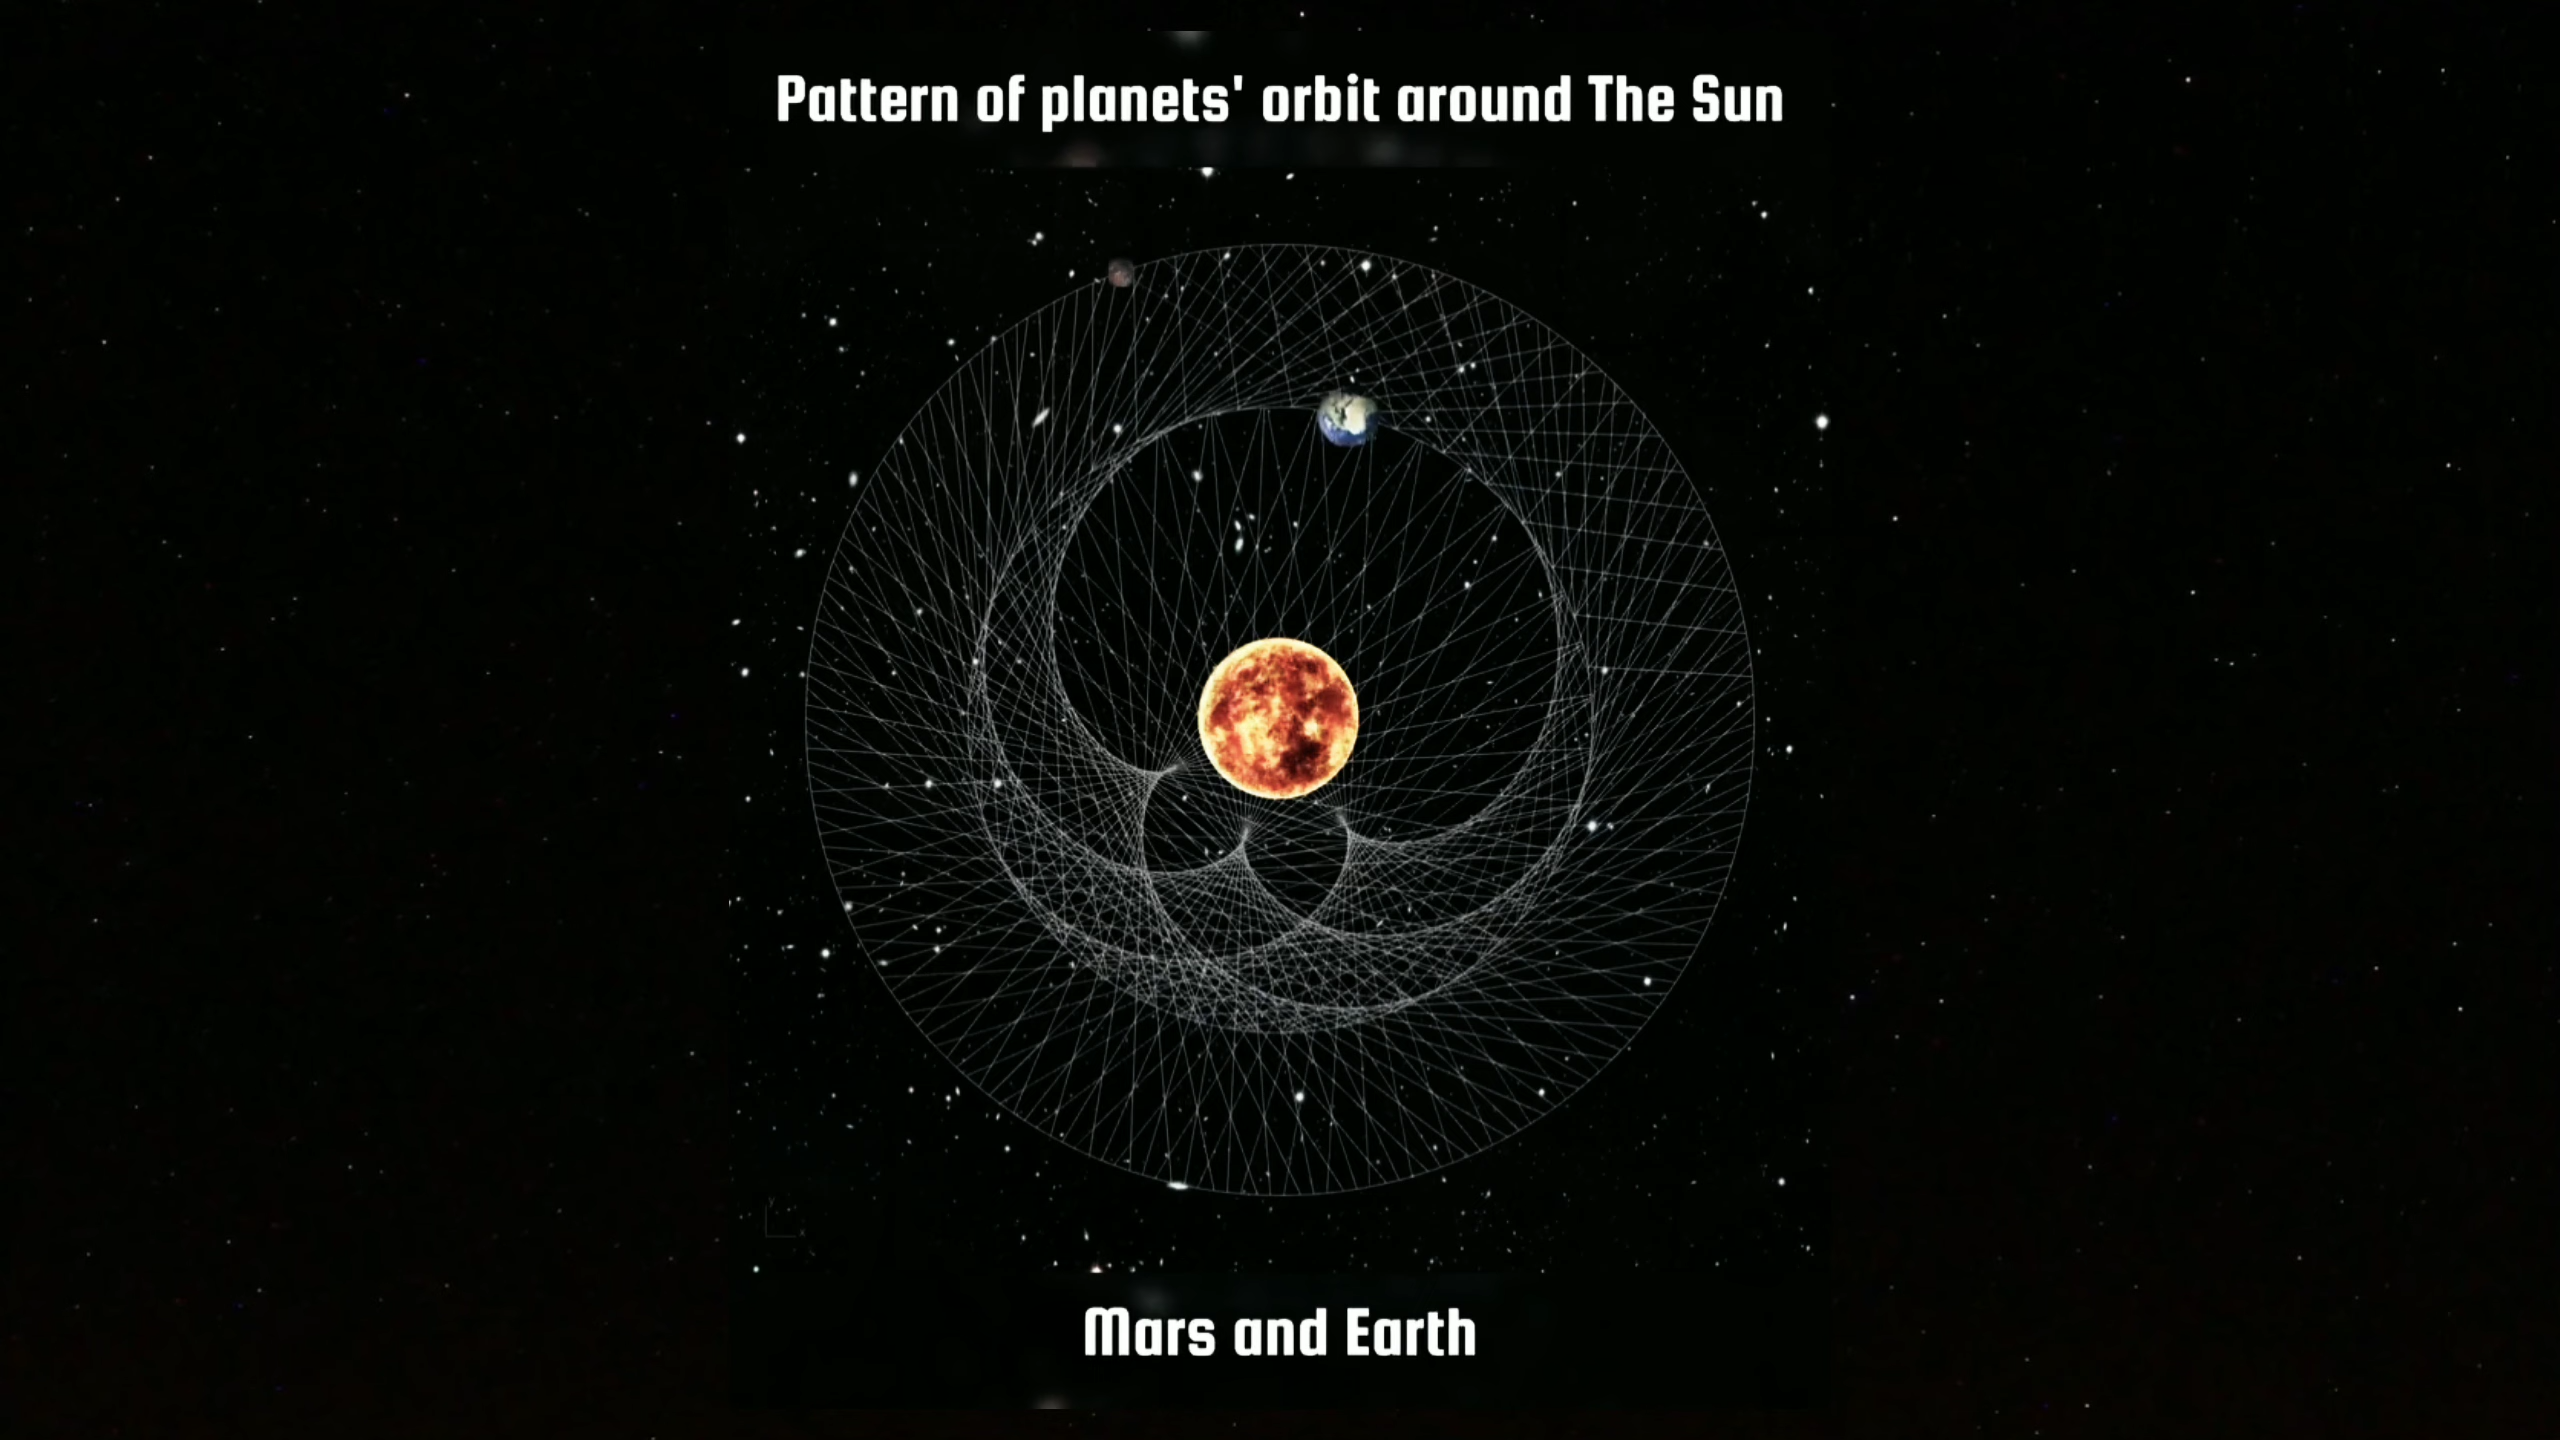 Pattern of planets' orbit around The Sun
Y
X
Mars and Earth